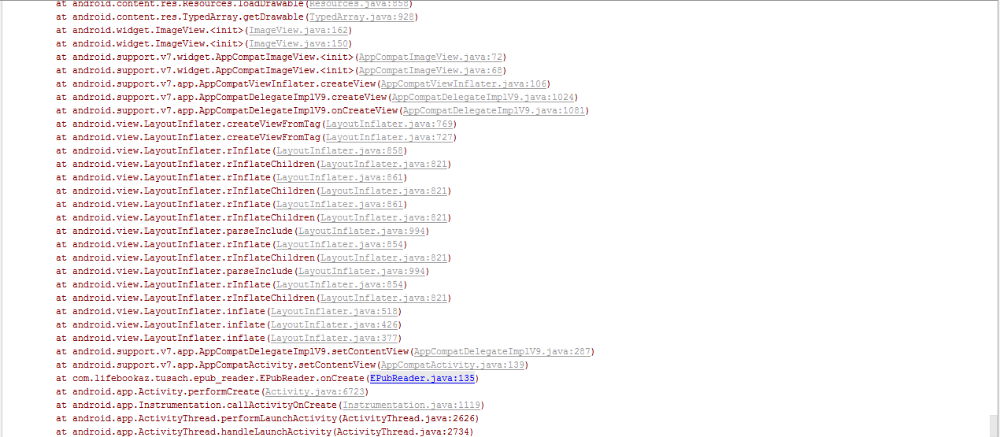 at android.content.res.Resources.loadDrawable(Resources.java:858)
at android.content.res.TypedArray.getDrawable(TypedArray.java:928)
at android.widget.ImageView.<init>(ImageView.java:162)
at android.widget.ImageView.<init>(ImageView.java:150)
at android.support.v7.widget.AppCompatImageView.<init>(AppCompatImageView.java:72)
at android.support.v7.widget.AppCompatImageView.<init>(AppCompatImageView.java:68)
at android.support.v7.app.AppCompatViewInflater.createView(AppCompatViewInflater.java:106)
at android.support.v7.app.AppCompatDelegateImplV9.createView(AppCompatDelegateImplV9.java:1024)
at android.support.v7.app.AppCompatDelegateImplV9.onCreateView(AppCompatDelegateImplV9.java:1081)
at android.view.LayoutInflater.createViewFromTag(LayoutInflater.java:769)
at android.view.LayoutInflater.createViewFromTag(LayoutInflater.java:727)
at android.view.LayoutInflater.rInflate(LayoutInflater.java:858)
at android.view.LayoutInflater.rInflateChildren(LayoutInflater.java:821)
at android.view.LayoutInflater.rInflate(LayoutInflater.java:861)
at android.view.LayoutInflater.rInflateChildren(LayoutInflater.java:821)
at android.view.LayoutInflater.rInflate(LayoutInflater.java:861)
at android.view.LayoutInflater.rInflateChildren(LayoutInflater.java:821)
at android.view.LayoutInflater.parseInclude(LayoutInflater.java:994)
at android.view.LayoutInflater.rInflate(LayoutInflater.java:854)
at android.view.LayoutInflater.rInflateChildren(LayoutInflater.java:821)
at android.view.LayoutInflater.parseInclude(LayoutInflater.java:994)
at android.view.LayoutInflater.rInflate(LayoutInflater.java:854)
at android.view.LayoutInflater.rInflateChildren(LayoutInflater.java:821)
at android.view.LayoutInflater.inflate(LayoutInflater.java:518)
at android.view.LayoutInflater.inflate(LayoutInflater.java:426)
at android.view.LayoutInflater.inflate(LayoutInflater.java:377)
at android.support.v7.app.AppCompatDelegateImplV9.setContentView(AppCompatDelegateImplV9.java:287)
at android.support.v7.app.AppCompatActivity.setContentView(AppCompatActivity.java:139)
at com.lifebookaz.tusach.epub_reader.EPubReader.onCreate(EPubReader.java:135)
at android.app.Activity.performCreate(Activity.java:6723)
at android.app.Instrumentation.callActivityOnCreate(Instrumentation.java:1119)
at android.app.ActivityThread.performLaunchActivity(ActivityThread.java:2626)
at android.app.ActivityThread.handleLaunchActivity(ActivityThread.java:2734)